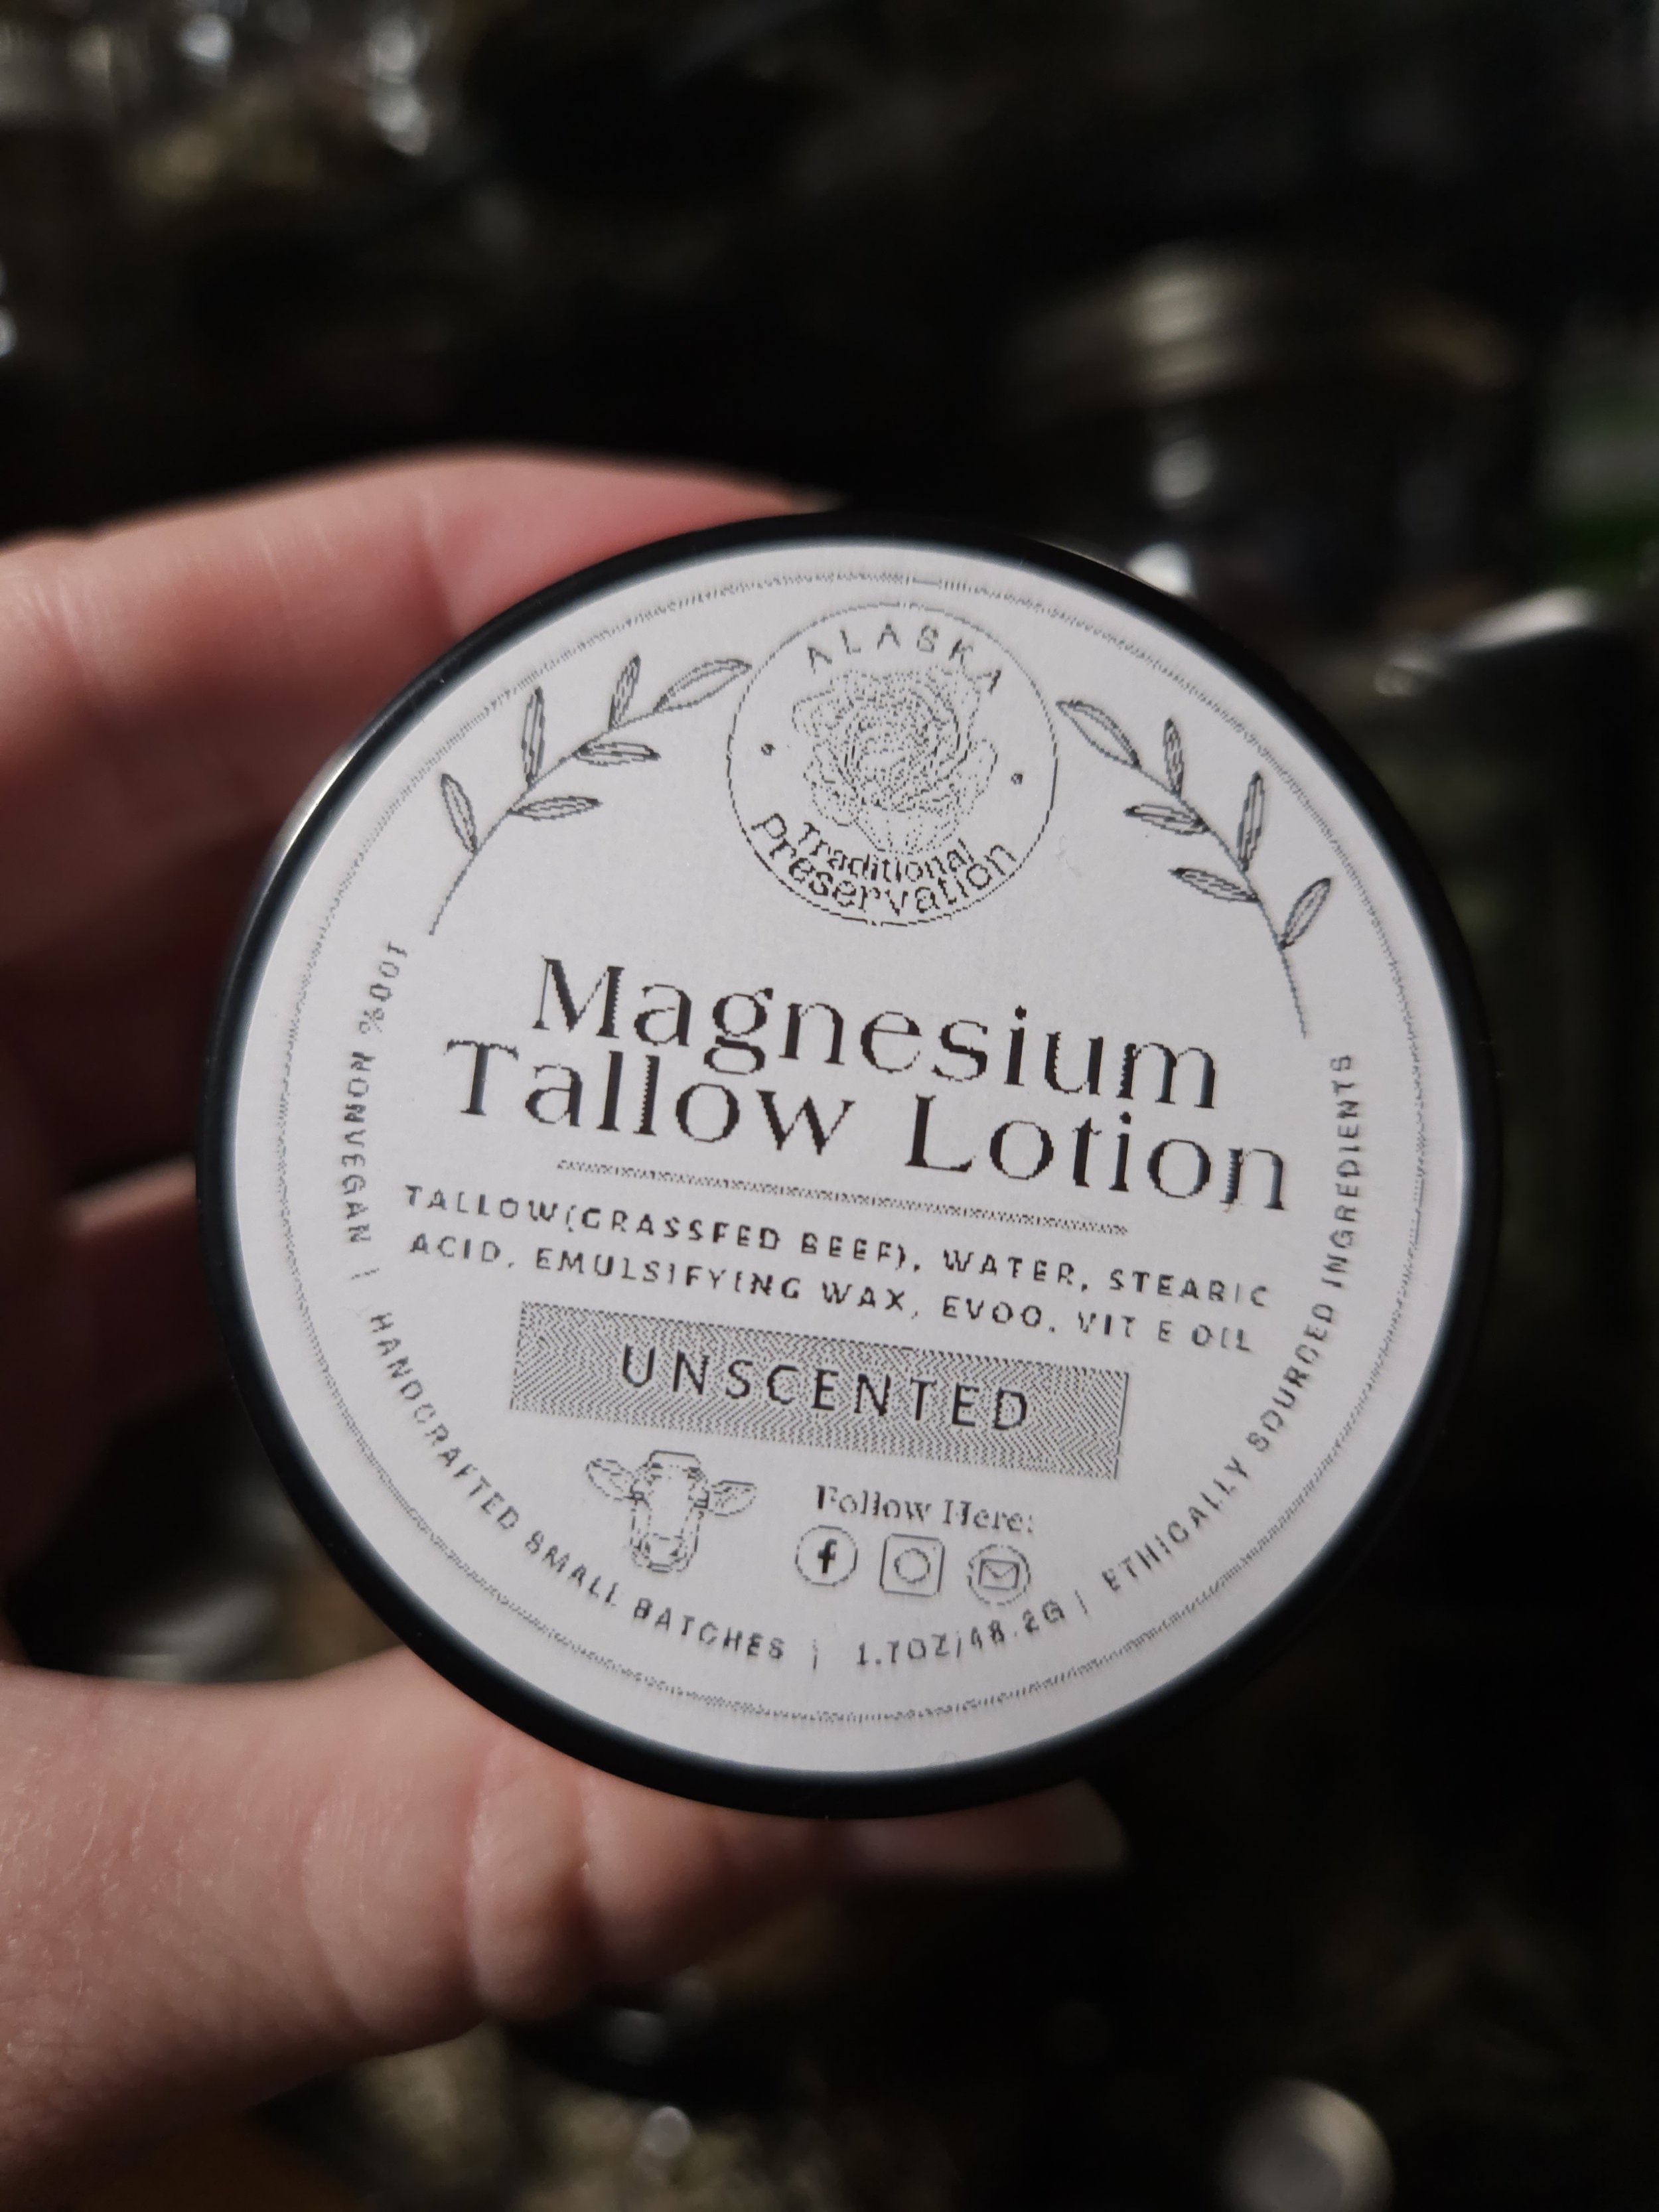 ALASKA
Traditional
Preservation
Magnesium
Tallow Lotion
TALLOW(GRASSFED BEEF), WATER, STEARIC
ACID, EMULSIFYING WAX, EVOO, VIT E OIL
UNSCENTED
Follow Here:
100% NONVEGAN | HANDCRAFTED SMALL BATCHES | 1.7OZ/48.2G | ETHICALLY SOURCED INGREDIENTS